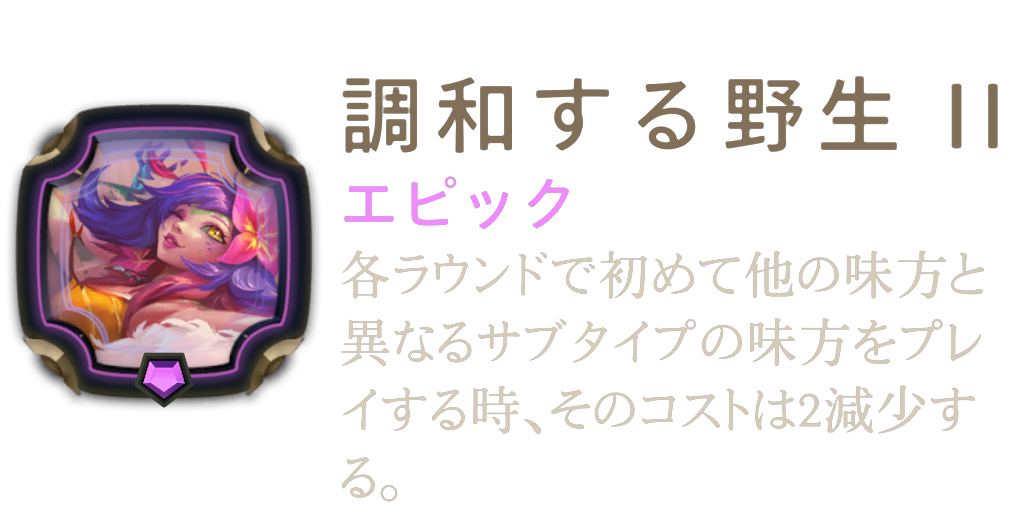 調和する野生 II
エピック
各ラウンドで初めて他の味方と
異なるサブタイプの味方をプレ
イする時、そのコストは2減少す
る。